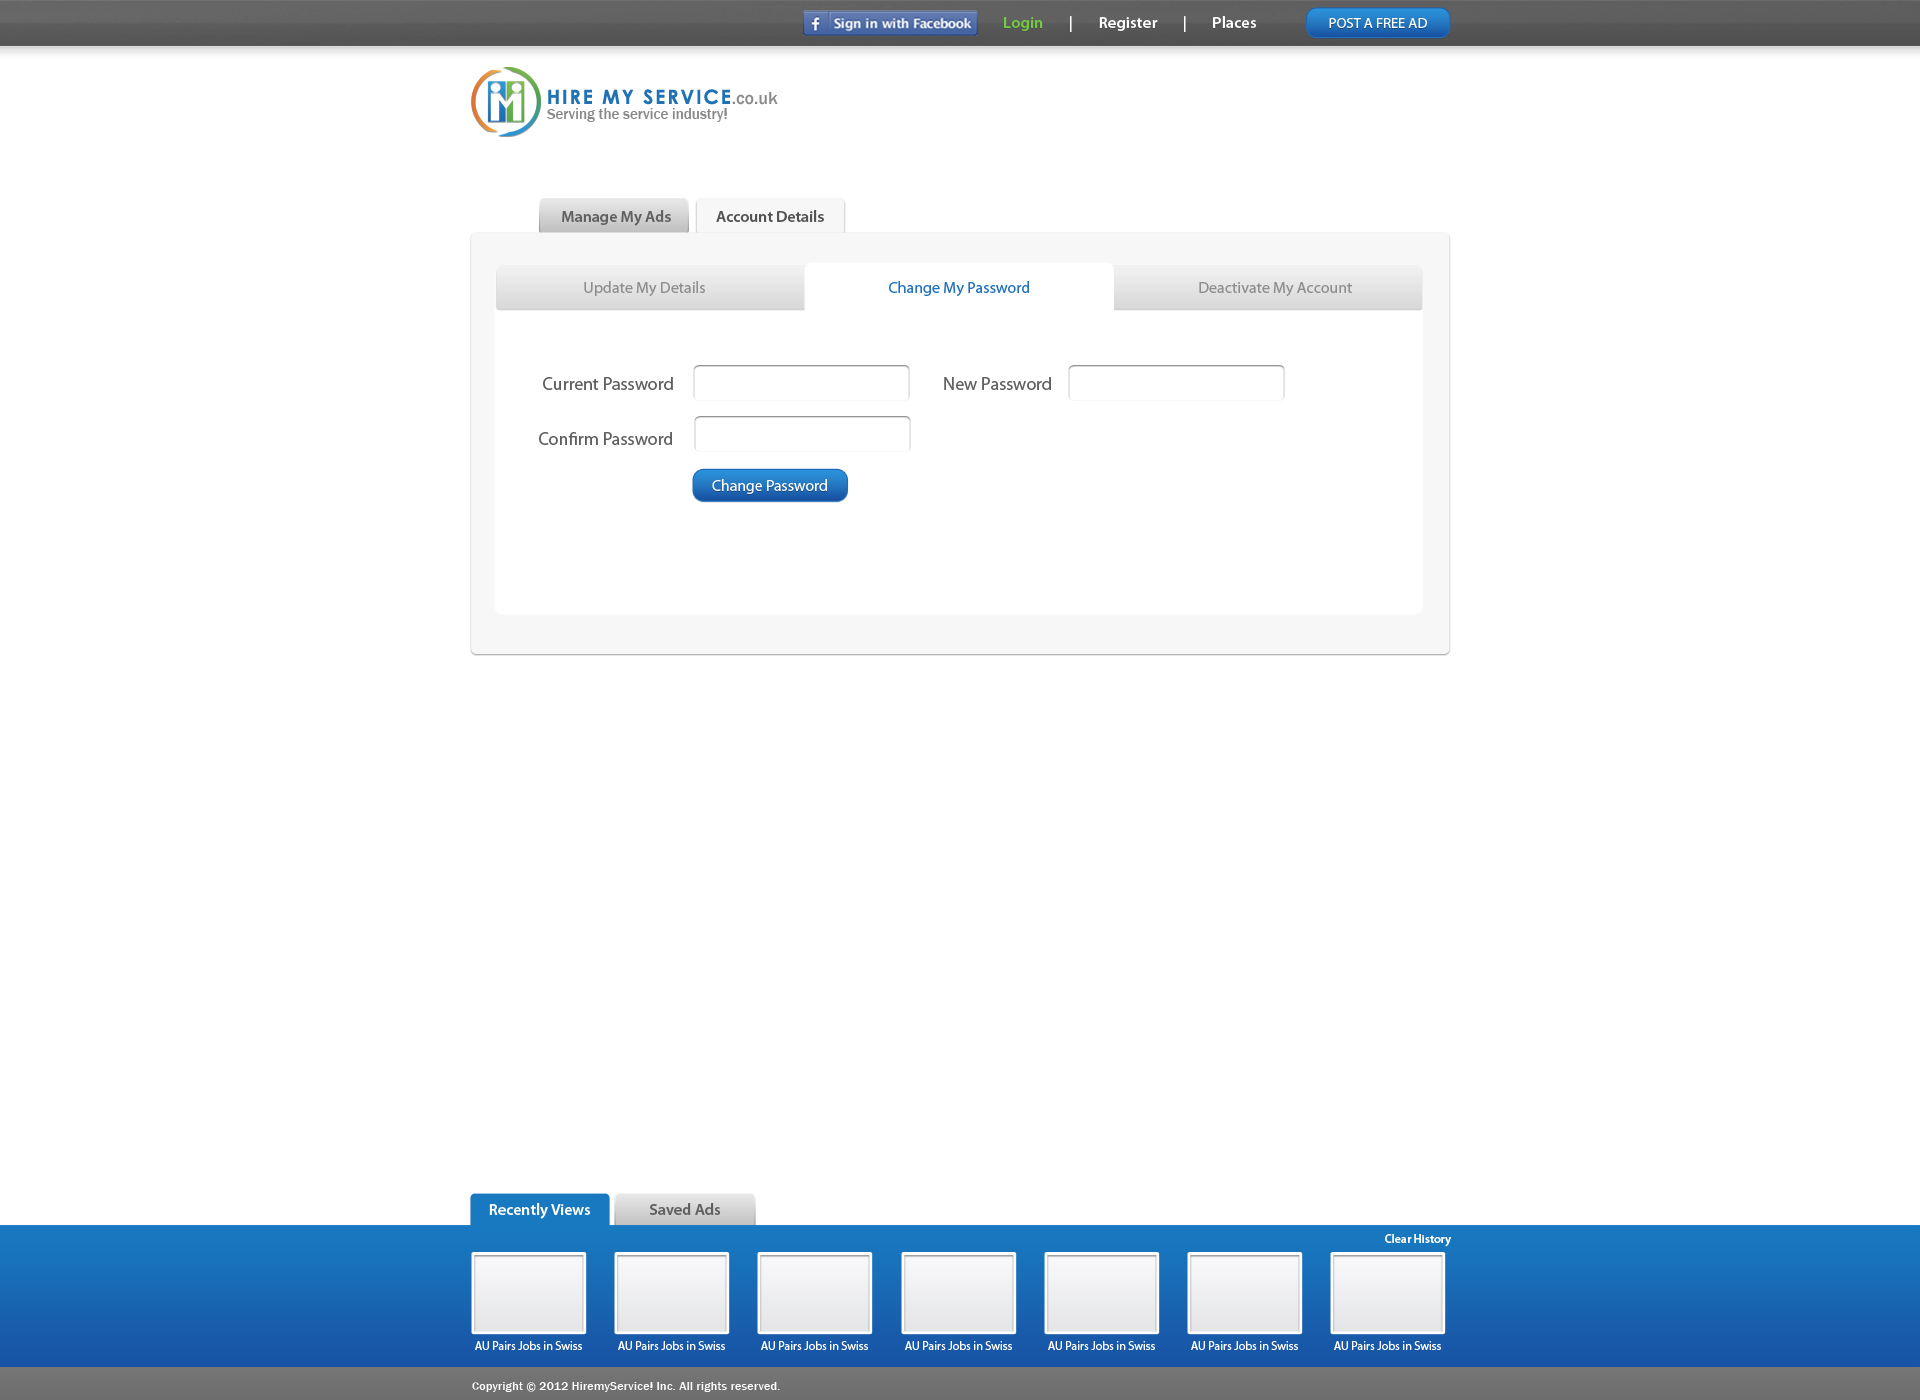 Sign in with Facebook Login | Register | Places POST A FREE AD
HIRE MY SERVICE.co.uk
Serving the service industry!
Manage My Ads Account Details
Update My Details Change My Password Deactivate My Account
Current Password New Password
Confirm Password
Change Password
Recently Views Saved Ads
Clear History
AU Pairs Jobs in Swiss AU Pairs Jobs in Swiss AU Pairs Jobs in Swiss AU Pairs Jobs in Swiss AU Pairs Jobs in Swiss AU Pairs Jobs in Swiss AU Pairs Jobs in Swiss
Copyright © 2012 HiremyService! Inc. All rights reserved.